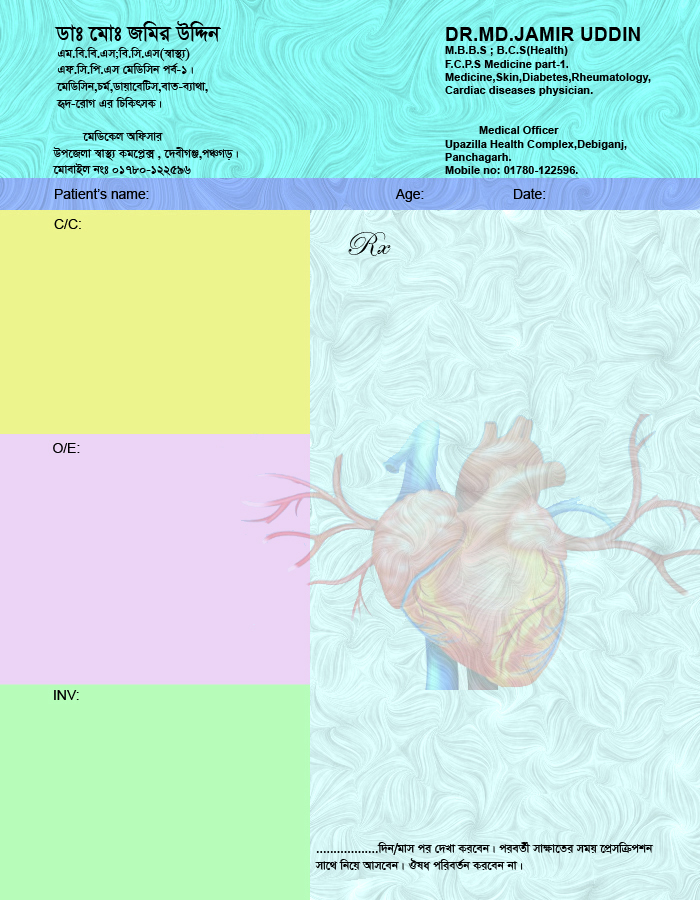 ডাঃ মোঃ জমির উদ্দিন
এম.বি.বি.এস;বি.সি.এস(স্বাস্থ্য)
এফ.সি.পি.এস মেডিসিন পর্ব-১।
মেডিসিন,চর্ম,ডায়াবেটিস,বাত-ব্যাথা,
হৃদ-রোগ এর চিকিৎসক।
মেডিকেল অফিসার
উপজেলা স্বাস্থ্য কমপ্লেক্স , দেবীগঞ্জ,পঞ্চগড়।
মোবাইল নংঃ ০১৭৮০-১২২৫৯৬
DR.MD.JAMIR UDDIN
M.B.B.S ; B.C.S(Health)
F.C.P.S Medicine part-1.
Medicine,Skin,Diabetes,Rheumatology,
Cardiac diseases physician.
Medical Officer
Upazilla Health Complex,Debiganj,
Panchagarh.
Mobile no: 01780-122596.
Patient's name: Age: Date:
C/C:
Rx
O/E:
INV:
..................দিন/মাস পর দেখা করবেন। পরবর্তী সাক্ষাতের সময় প্রেসক্রিপশন
সাথে নিয়ে আসবেন। ঔষধ পরিবর্তন করবেন না।